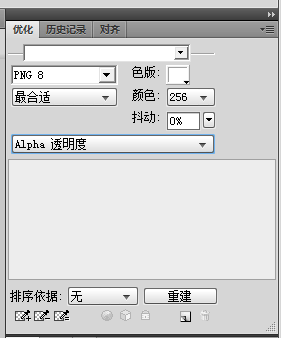 优化 历史记录 对齐
PNG 8 色版:
最合适 颜色: 256
抖动: 0%
Alpha 透明度
排序依据: 无 重建